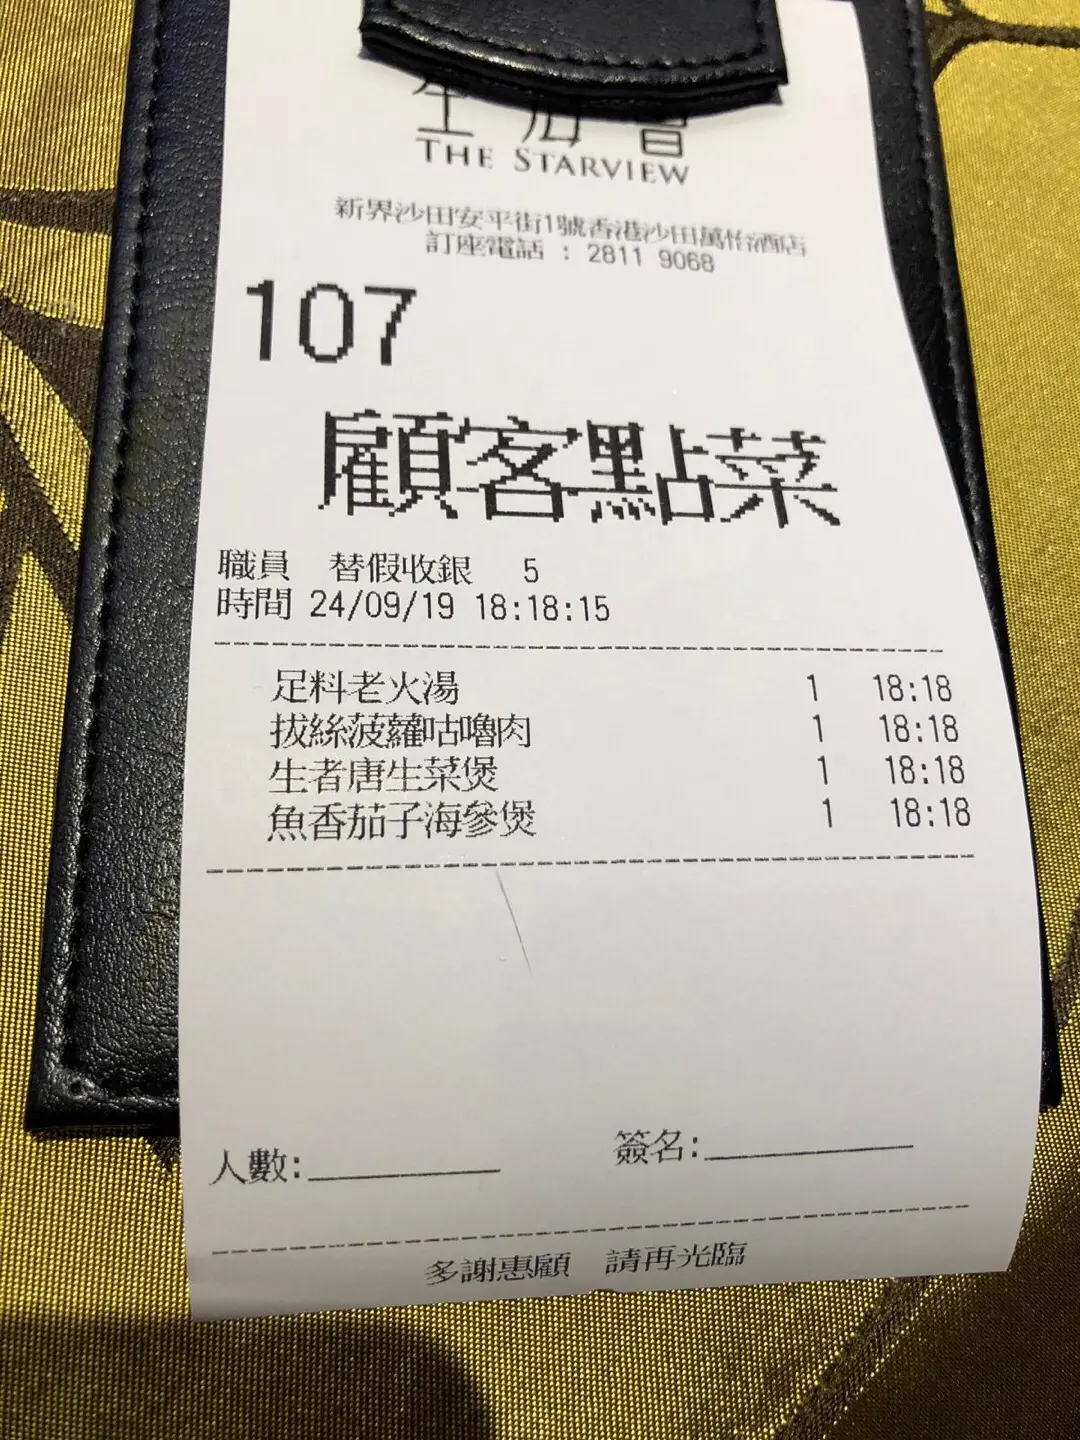 THE STARVIEW
新界沙田安平街1號香港沙田萬怡酒店
訂座電話 : 2811 9068
107
顧客點菜
職員 替假收銀 5
時間 24/09/19 18:18:15
足料老火湯 1 18:18
拔絲菠蘿咕嚕肉 1 18:18
生者唐生菜煲 1 18:18
魚香茄子海參煲 1 18:18
人數: 簽名:
多謝惠顧 請再光臨